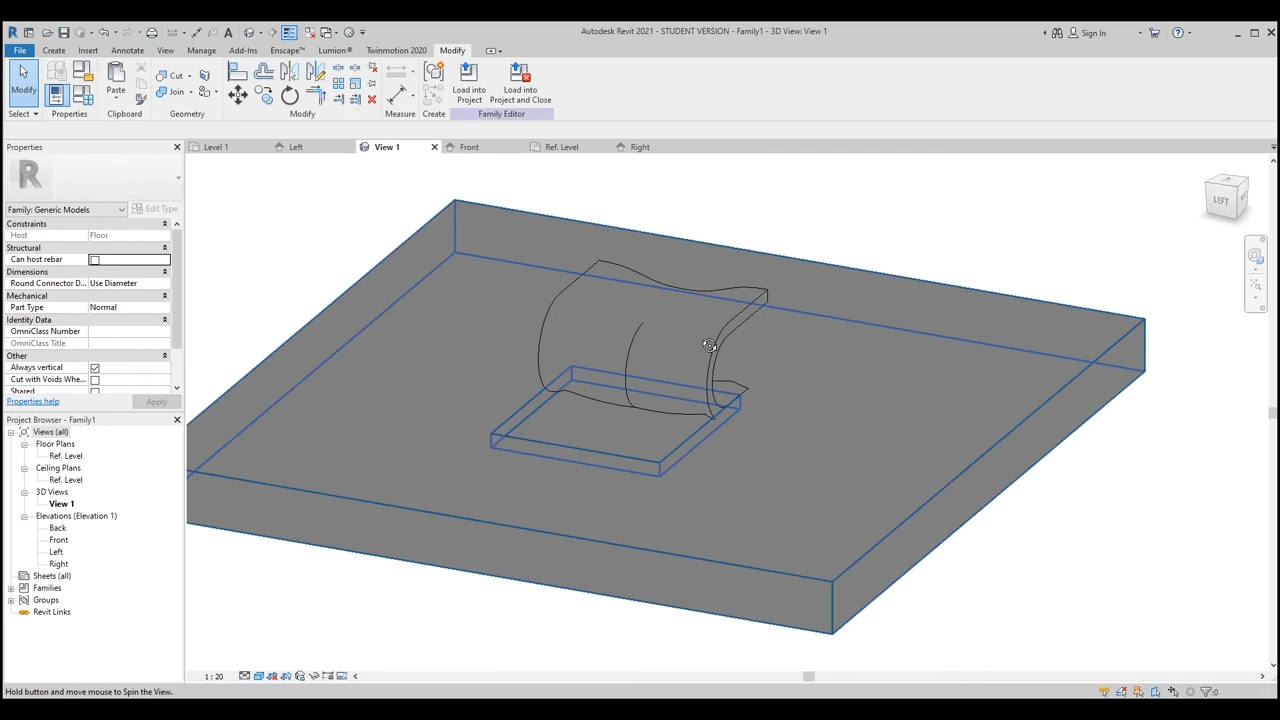 Autodesk Revit 2021 - STUDENT VERSION - Family1 - 3D View: View 1
Sign In
File Create Insert Annotate View Manage Add-Ins Enscape™ Lumion® Twinmotion 2020 Modify
Modify Paste Cut Join Load into Project Load into Project and Close
Select Properties Clipboard Geometry Modify Measure Create Family Editor
Properties
Level 1 Left View 1 Front Ref. Level Right
R
Family: Generic Models Edit Type
Constraints
Host Floor
Structural
Can host rebar
Dimensions
Round Connector D... Use Diameter
Mechanical
Part Type Normal
Identity Data
OmniClass Number
OmniClass Title
Other
Always vertical
Cut with Voids Whe...
Shared
Properties help Apply
Project Browser - Family1
Views (all)
Floor Plans
Ref. Level
Ceiling Plans
Ref. Level
3D Views
View 1
Elevations (Elevation 1)
Back
Front
Left
Right
Sheets (all)
Families
Groups
Revit Links
LEFT
1 : 20
Hold button and move mouse to Spin the View.
:0